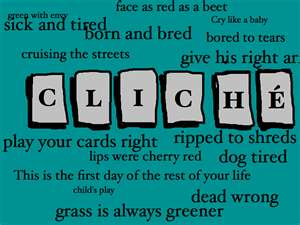 face as red as a beet
green with envy
Cry like a baby
sick and tired
born and bred
bored to tears
cruising the streets
give his right ar
CLICHÉ
play your cards right
ripped to shreds
lips were cherry red
dog tired
This is the first day of the rest of your life
child's play
dead wrong
grass is always greener